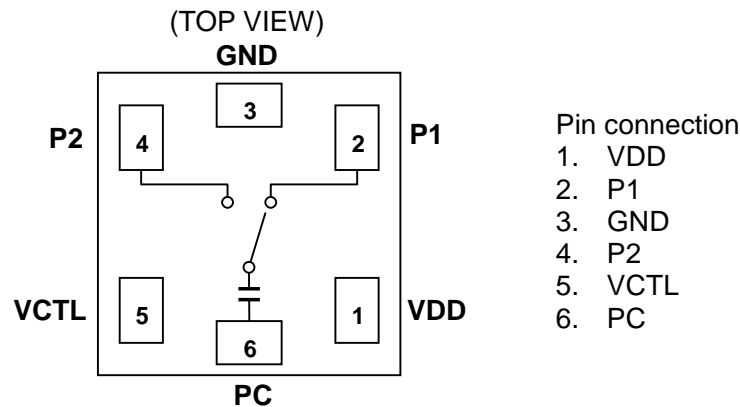 (TOP VIEW)
GND
3
P2
4
2
P1
VCTL
5
1
VDD
6
PC
Pin connection
1. VDD
2. P1
3. GND
4. P2
5. VCTL
6. PC